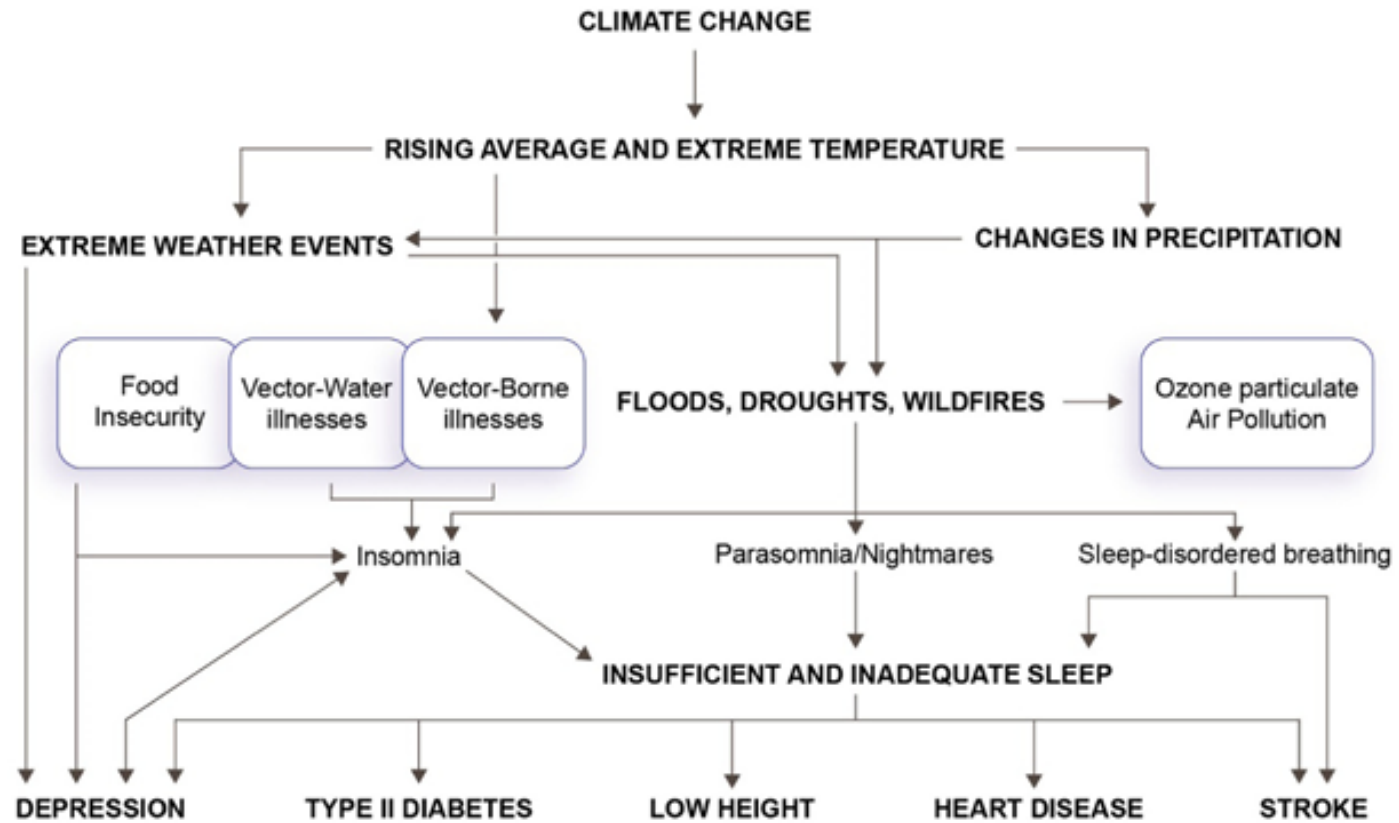 CLIMATE CHANGE
RISING AVERAGE AND EXTREME TEMPERATURE
EXTREME WEATHER EVENTS
CHANGES IN PRECIPITATION
Food
Insecurity
Vector-Water
illnesses
Vector-Borne
illnesses
FLOODS, DROUGHTS, WILDFIRES
Ozone particulate
Air Pollution
Insomnia
Parasomnia/Nightmares
Sleep-disordered breathing
INSUFFICIENT AND INADEQUATE SLEEP
DEPRESSION
TYPE II DIABETES
LOW HEIGHT
HEART DISEASE
STROKE